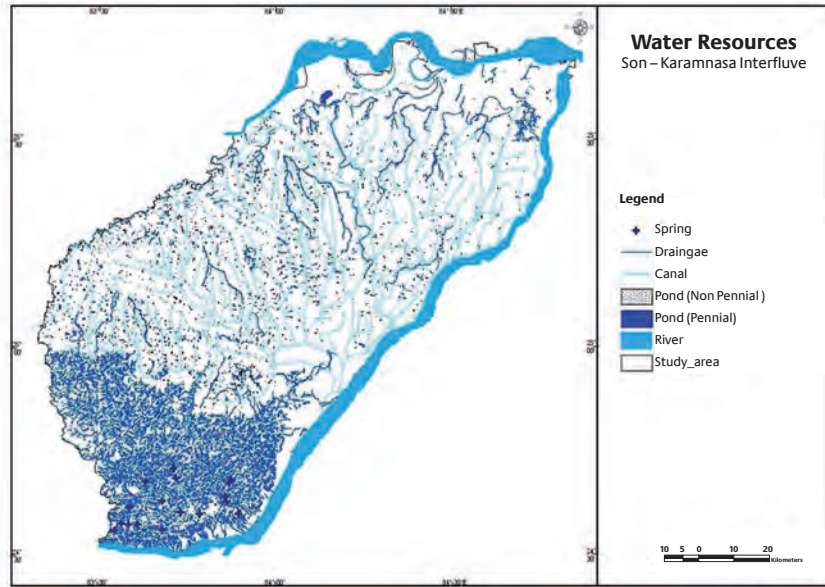 Water Resources
Son – Karamnasa Interfluve
Legend
Spring
Draingae
Canal
Pond (Non Pennial )
Pond (Pennial)
River
Study_area
10 5 0 10 20
Kilometers